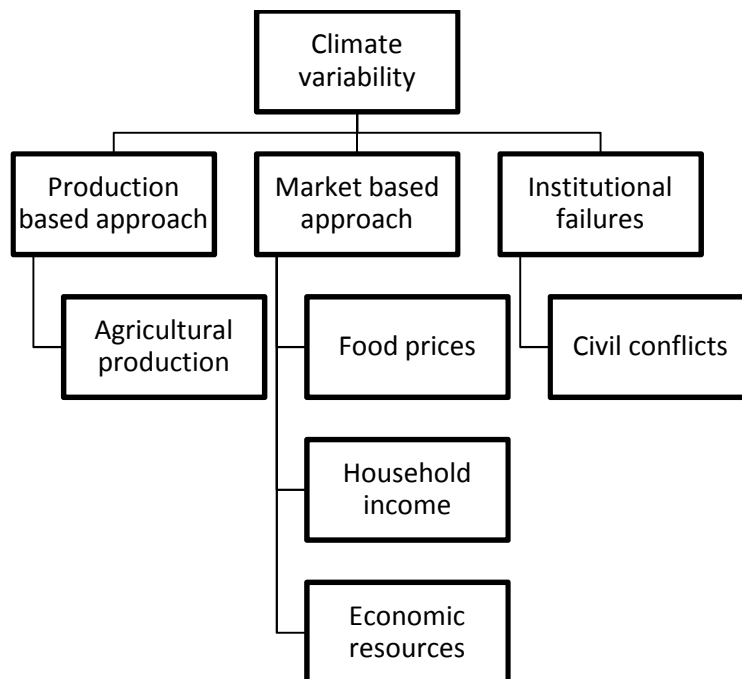 Climate
variability
Production
based approach
Market based
approach
Institutional
failures
Agricultural
production
Food prices
Civil conflicts
Household
income
Economic
resources